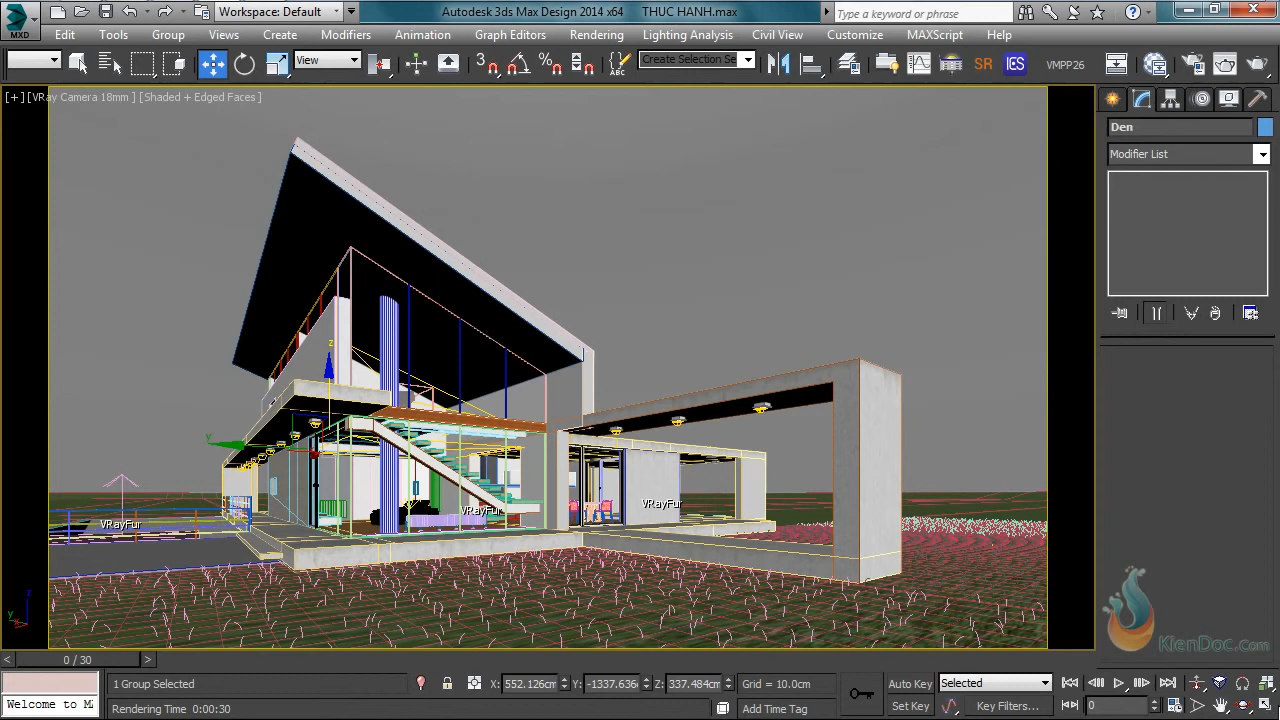 Workspace: Default
Autodesk 3ds Max Design 2014 x64 THUC HANH.max
Type a keyword or phrase
MXD
Edit Tools Group Views Create Modifiers Animation Graph Editors Rendering Lighting Analysis Civil View Customize MAXScript Help
View
3
%
ABC
Create Selection Se
SR
IES
VMPP26
[+] [VRay Camera 18mm ] [Shaded + Edged Faces ]
Den
Modifier List
z
y
VRayFur
VRayFur
VRayFur
z
y
x
KienDoc.com
< 0 / 30 >
1 Group Selected
X: 552.126cm
Y: -1337.636
Z: 337.484cm
Grid = 10.0cm
Auto Key
Selected
Welcome to M
Rendering Time 0:00:30
Add Time Tag
Set Key
Key Filters...
0